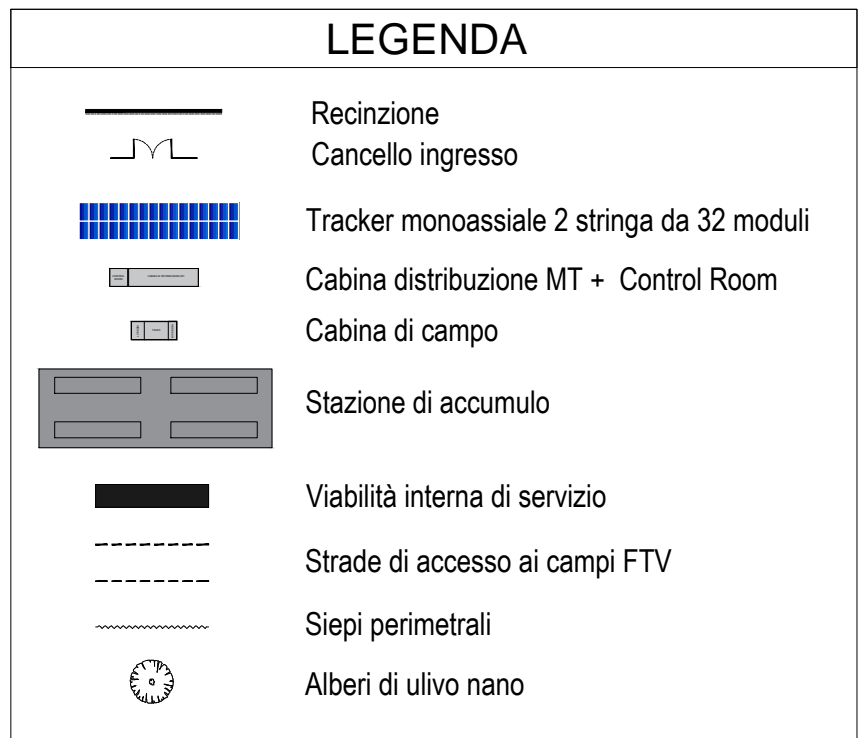 LEGENDA
Recinzione
Cancello ingresso
Tracker monoassiale 2 stringa da 32 moduli
Cabina distribuzione MT + Control Room
Cabina di campo
Stazione di accumulo
Viabilità interna di servizio
Strade di accesso ai campi FTV
Siepi perimetrali
Alberi di ulivo nano